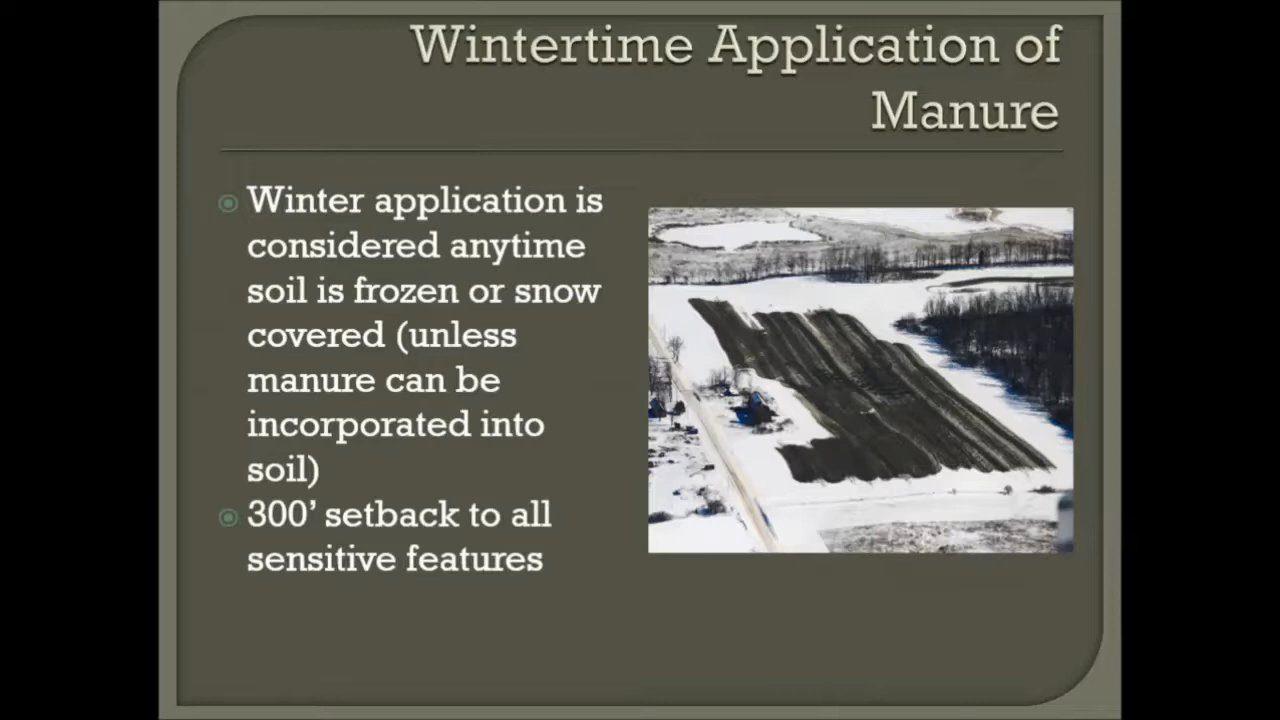 Wintertime Application of
Manure
Winter application is
considered anytime
soil is frozen or snow
covered (unless
manure can be
incorporated into
soil)
300’ setback to all
sensitive features